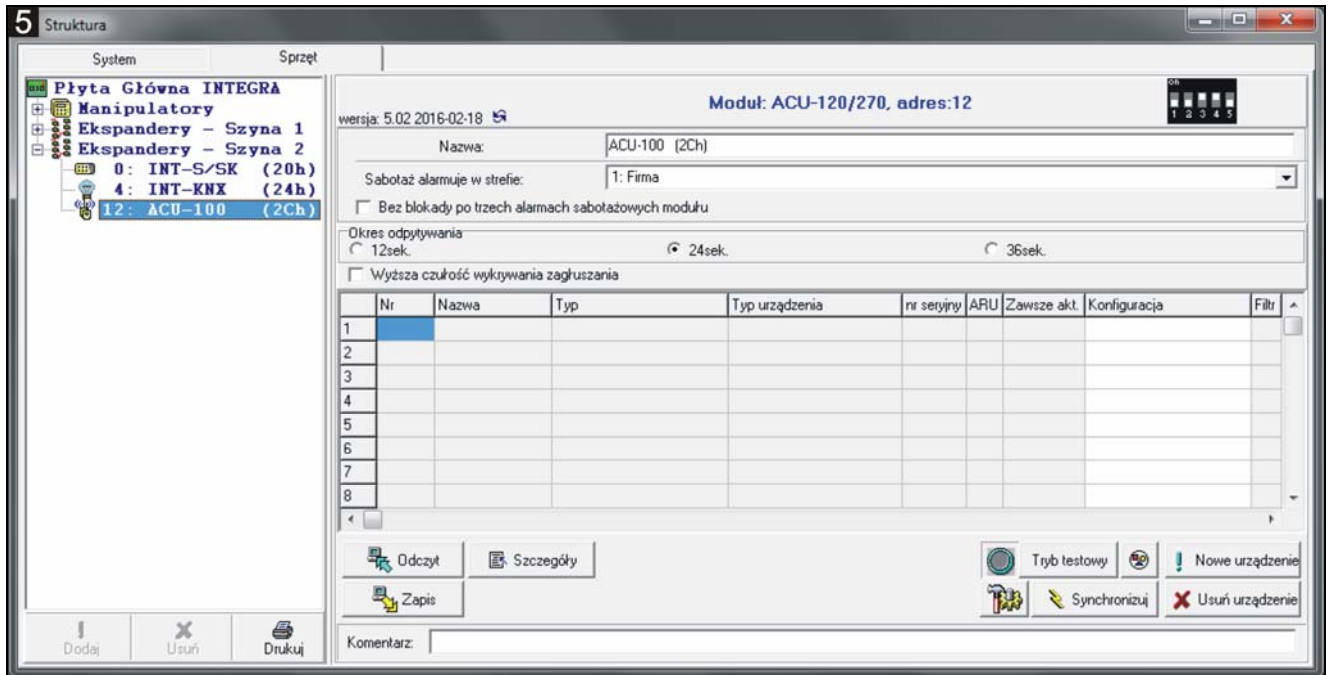 5
Struktura
System Sprzęt
Płyta Główna INTEGRA
Manipulatory
Ekspandery - Szyna 1
Ekspandery - Szyna 2
0: INT-S/SK (20h)
4: INT-KNX (24h)
12: ACU-100 (2Ch)
Dodaj Usuń Drukuj
Moduł: ACU-120/270, adres:12
on
1 2 3 4 5
wersja: 5.02 2016-02-18
Nazwa: ACU-100 (2Ch)
Sabotaż alarmuje w strefie: 1: Firma
Bez blokady po trzech alarmach sabotażowych modułu
Okres odpytywania
12sek. 24sek. 36sek.
Wyższa czułość wykrywania zagłuszania
Nr Nazwa Typ Typ urządzenia nr seryjny ARU Zawsze akt. Konfiguracja Filtr
1
2
3
4
5
6
7
8
Odczyt Szczegóły Tryb testowy Nowe urządzenie
Zapis Synchronizuj Usuń urządzenie
Komentarz: